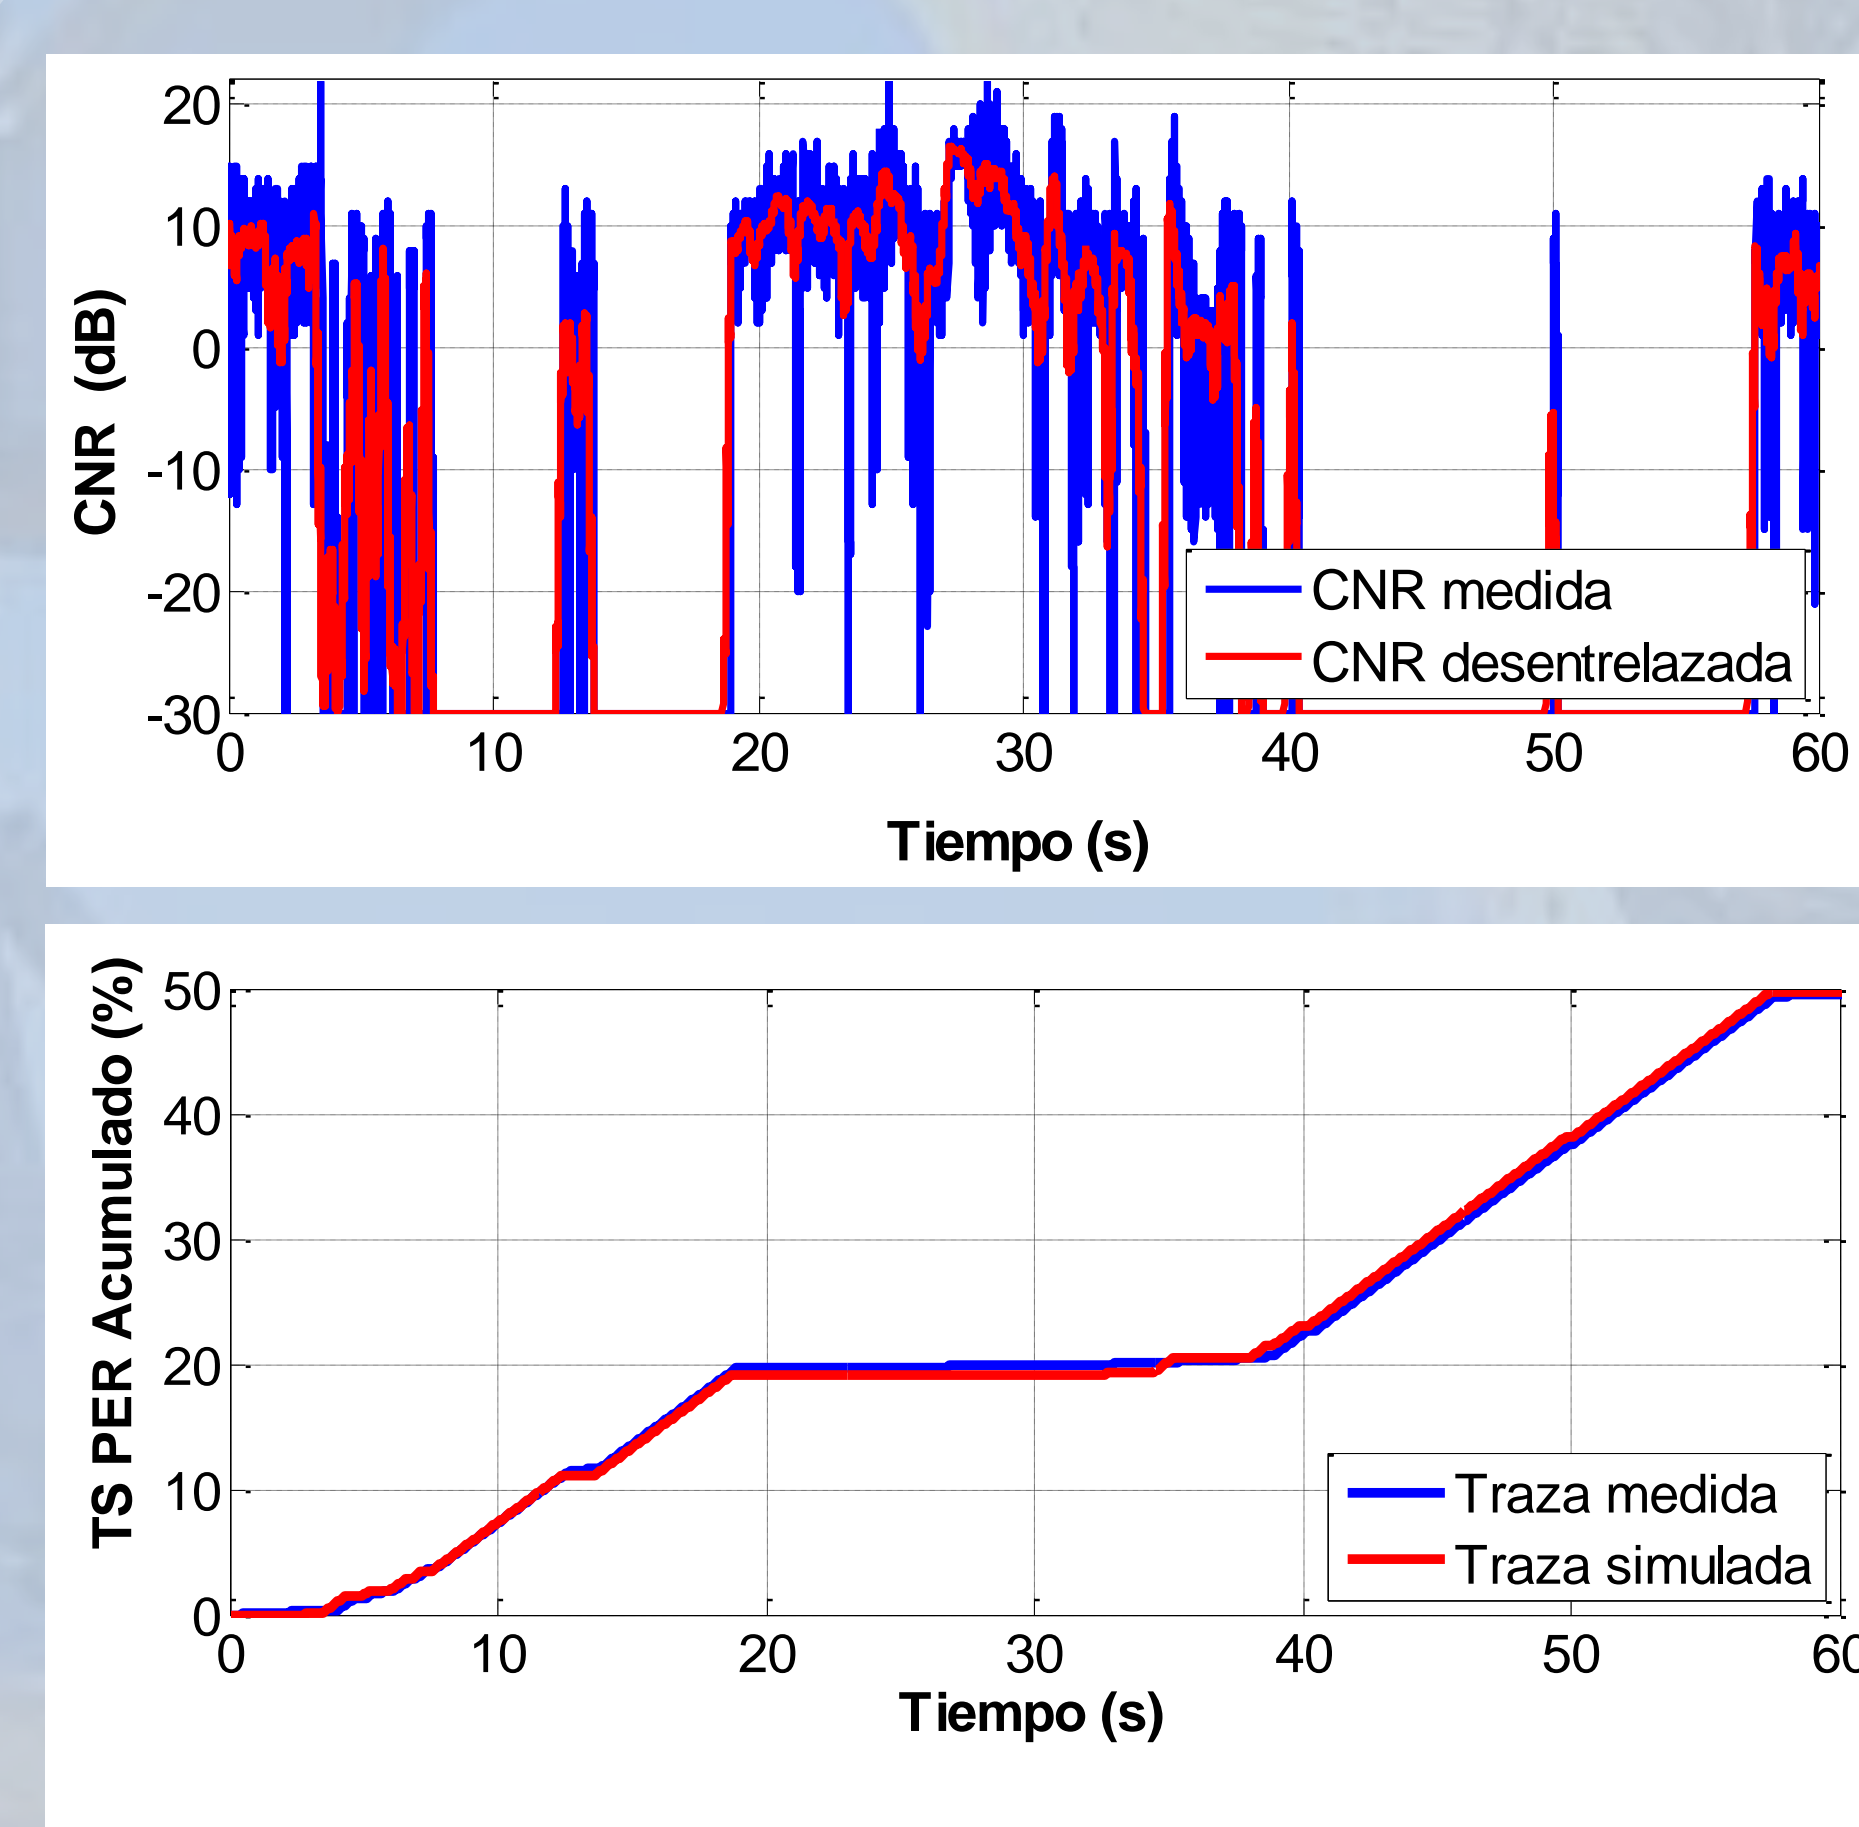 CNR (dB)
20
10
0
-10
-20
-30
CNR medida
CNR desentrelazada
0 10 20 30 40 50 60
Tiempo (s)
TS PER Acumulado (%)
50
40
30
20
10
0
Traza medida
Traza simulada
0 10 20 30 40 50 60
Tiempo (s)